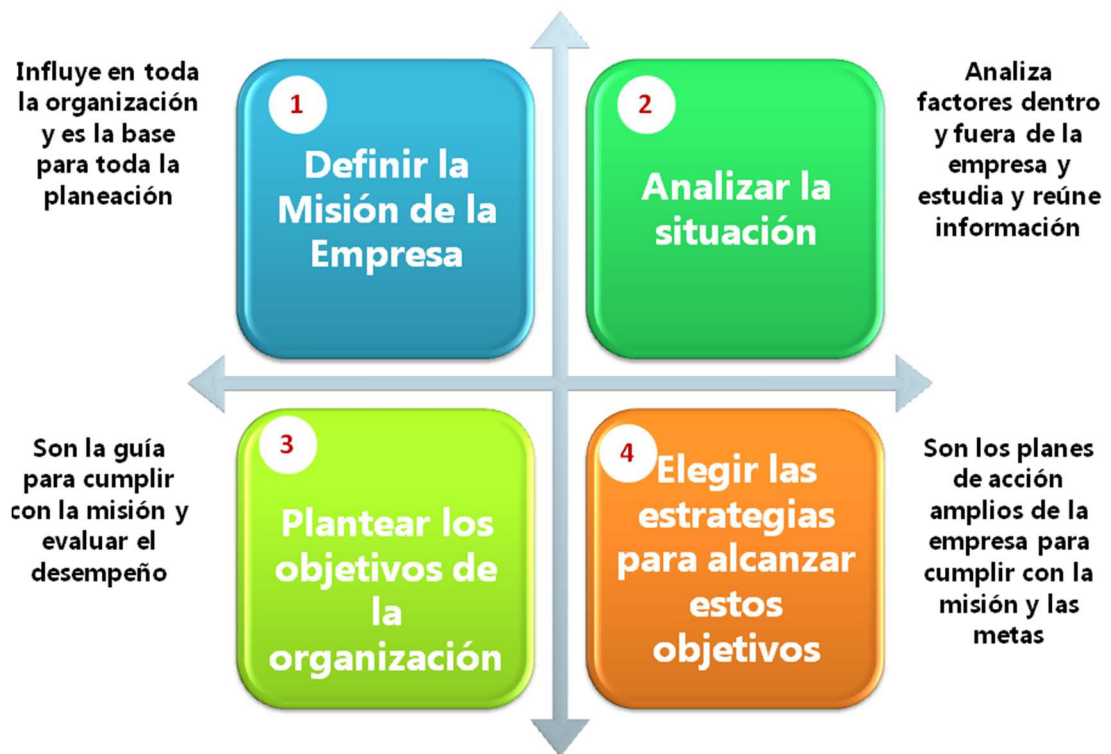 Influye en toda
la organización
y es la base
para toda la
planeación
1
Definir la
Misión de la
Empresa
2
Analizar la
situación
Analiza
factores dentro
y fuera de la
empresa y
estudia y reúne
información
Son la guía
para cumplir
con la misión y
evaluar el
desempeño
3
Plantear los
objetivos de
la
organización
4
Elegir las
estrategias
para alcanzar
estos
objetivos
Son los planes
de acción
amplios de la
empresa para
cumplir con la
misión y las
metas